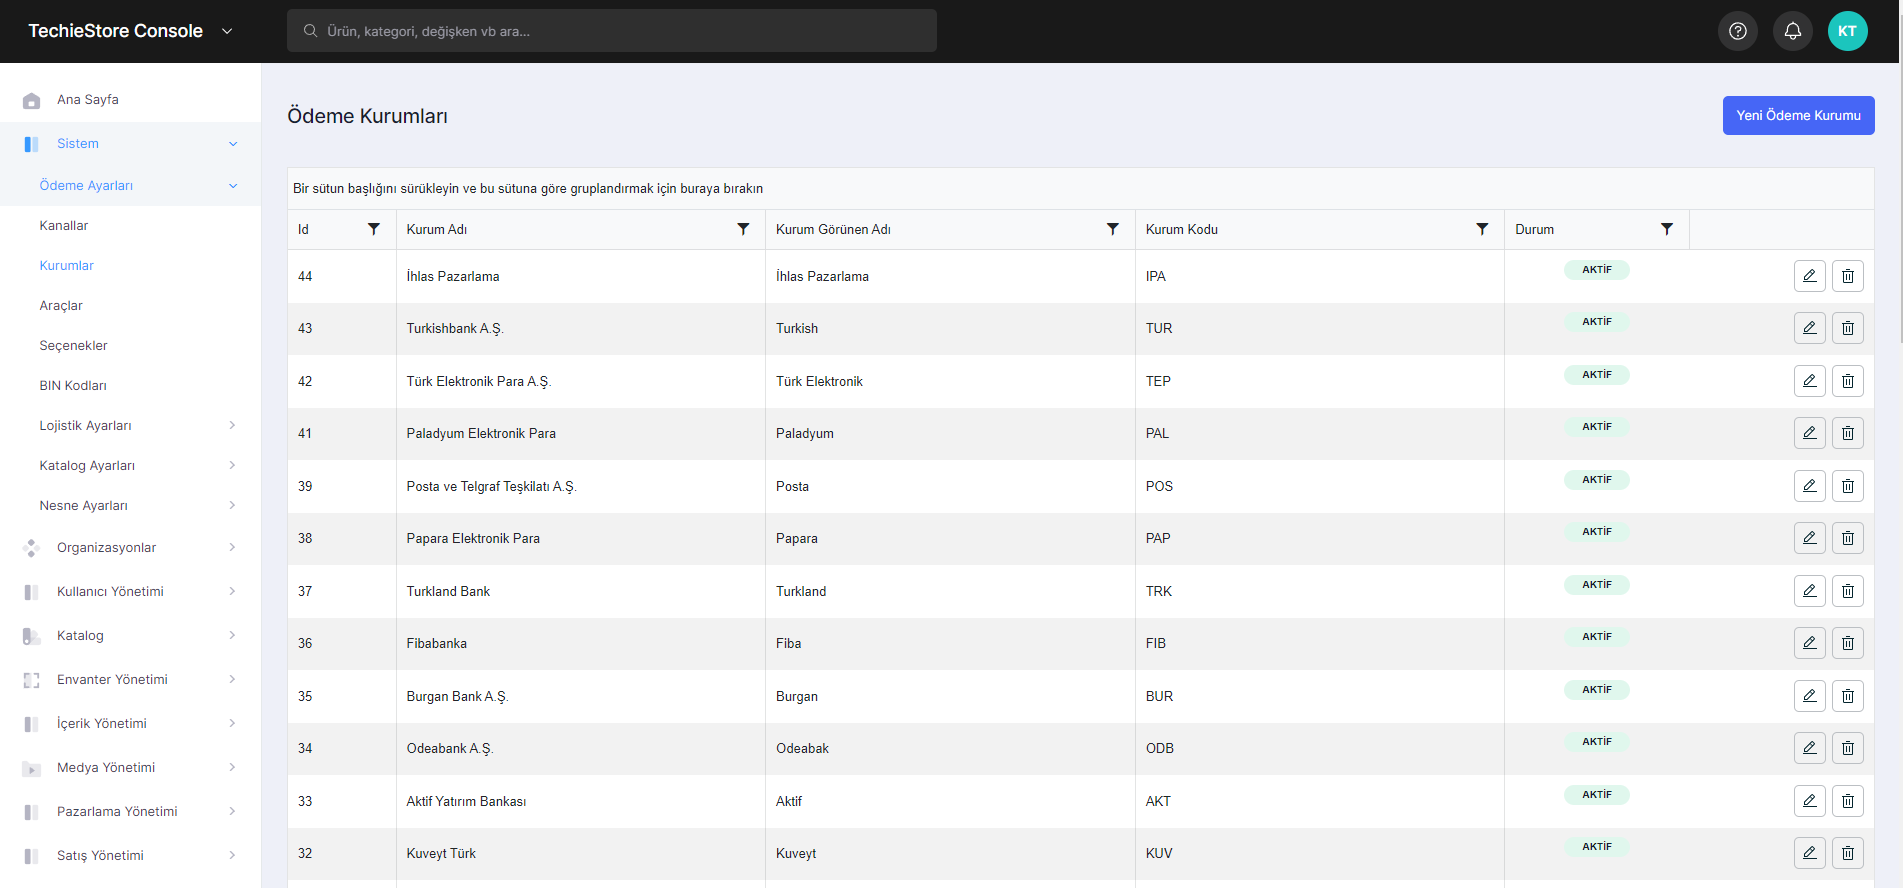 TechieStore Console
Ürün, kategori, değişken vb ara...
KT
Ana Sayfa
Sistem
Ödeme Ayarları
Kanallar
Kurumlar
Araçlar
Seçenekler
BIN Kodları
Lojistik Ayarları
Katalog Ayarları
Nesne Ayarları
Organizasyonlar
Kullanıcı Yönetimi
Katalog
Envanter Yönetimi
İçerik Yönetimi
Medya Yönetimi
Pazarlama Yönetimi
Satış Yönetimi
Ödeme Kurumları
Yeni Ödeme Kurumu
Bir sütun başlığını sürükleyin ve bu sütuna göre gruplandırmak için buraya bırakın
Id Kurum Adı Kurum Görünen Adı Kurum Kodu Durum
44 İhlas Pazarlama İhlas Pazarlama IPA AKTİF
43 Turkishbank A.Ş. Turkish TUR AKTİF
42 Türk Elektronik Para A.Ş. Türk Elektronik TEP AKTİF
41 Paladyum Elektronik Para Paladyum PAL AKTİF
39 Posta ve Telgraf Teşkilatı A.Ş. Posta POS AKTİF
38 Papara Elektronik Para Papara PAP AKTİF
37 Turkland Bank Turkland TRK AKTİF
36 Fibabanka Fiba FIB AKTİF
35 Burgan Bank A.Ş. Burgan BUR AKTİF
34 Odeabank A.Ş. Odeabak ODB AKTİF
33 Aktif Yatırım Bankası Aktif AKT AKTİF
32 Kuveyt Türk Kuveyt KUV AKTİF